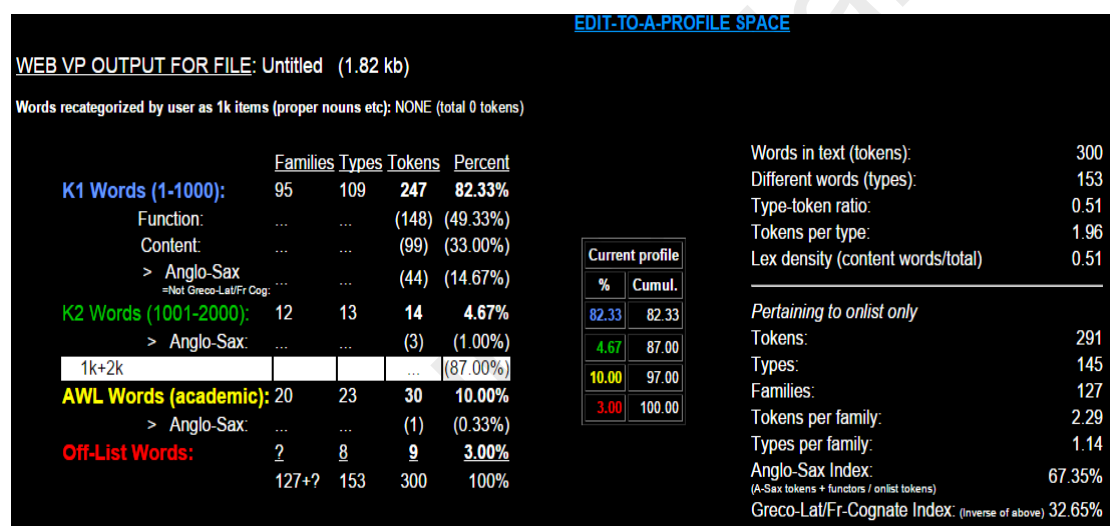 EDIT-TO-A-PROFILE SPACE
WEB VP OUTPUT FOR FILE: Untitled (1.82 kb)
Words recategorized by user as 1k items (proper nouns etc): NONE (total 0 tokens)
Families Types Tokens Percent
K1 Words (1-1000): 95 109 247 82.33%
Function: ... ... (148) (49.33%)
Content: ... ... (99) (33.00%)
> Anglo-Sax ... ... (44) (14.67%)
=Not Greco-Lat/Fr Cog:
K2 Words (1001-2000): 12 13 14 4.67%
> Anglo-Sax: ... ... (3) (1.00%)
1k+2k ... (87.00%)
AWL Words (academic): 20 23 30 10.00%
> Anglo-Sax: ... ... (1) (0.33%)
Off-List Words: ? 8 9 3.00%
127+? 153 300 100%
Current profile
% Cumul.
82.33 82.33
4.67 87.00
10.00 97.00
3.00 100.00
Words in text (tokens): 300
Different words (types): 153
Type-token ratio: 0.51
Tokens per type: 1.96
Lex density (content words/total) 0.51
Pertaining to onlist only
Tokens: 291
Types: 145
Families: 127
Tokens per family: 2.29
Types per family: 1.14
Anglo-Sax Index: 67.35%
(A-Sax tokens + functors / onlist tokens)
Greco-Lat/Fr-Cognate Index: (Inverse of above) 32.65%